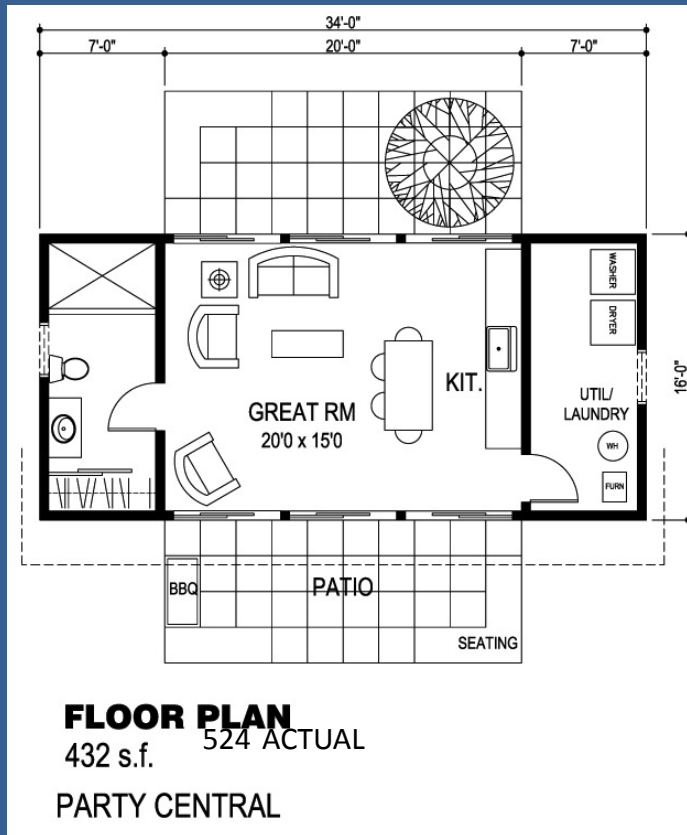 34'-0"
7'-0" 20'-0" 7'-0"
WASHER
DRYER
KIT.
16'-0"
UTIL/
LAUNDRY
GREAT RM
20'0 x 15'0
WH
FURN
BBQ
PATIO
SEATING
FLOOR PLAN
524 ACTUAL
432 s.f.
PARTY CENTRAL